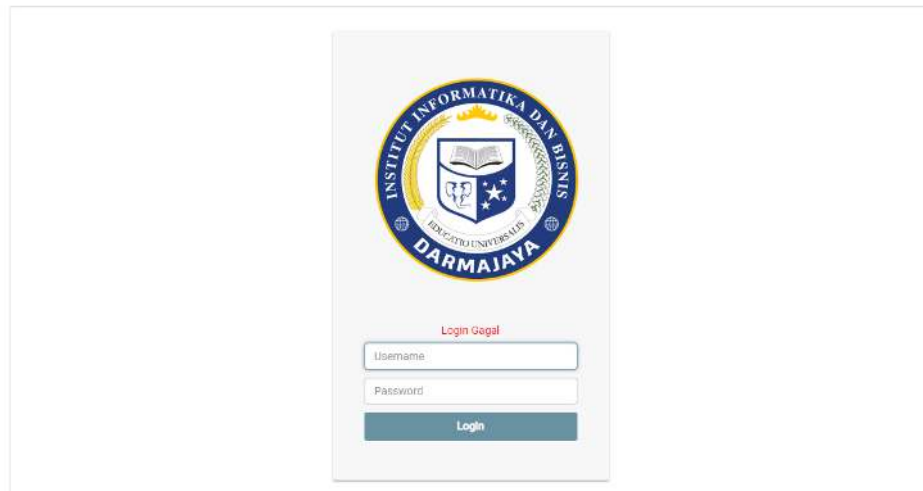 INSTITUT INFORMATIKA DAN BISNIS
EDUCATIO UNIVERSALIS
DARMAJAYA
Login Gagal
Username
Password
Login